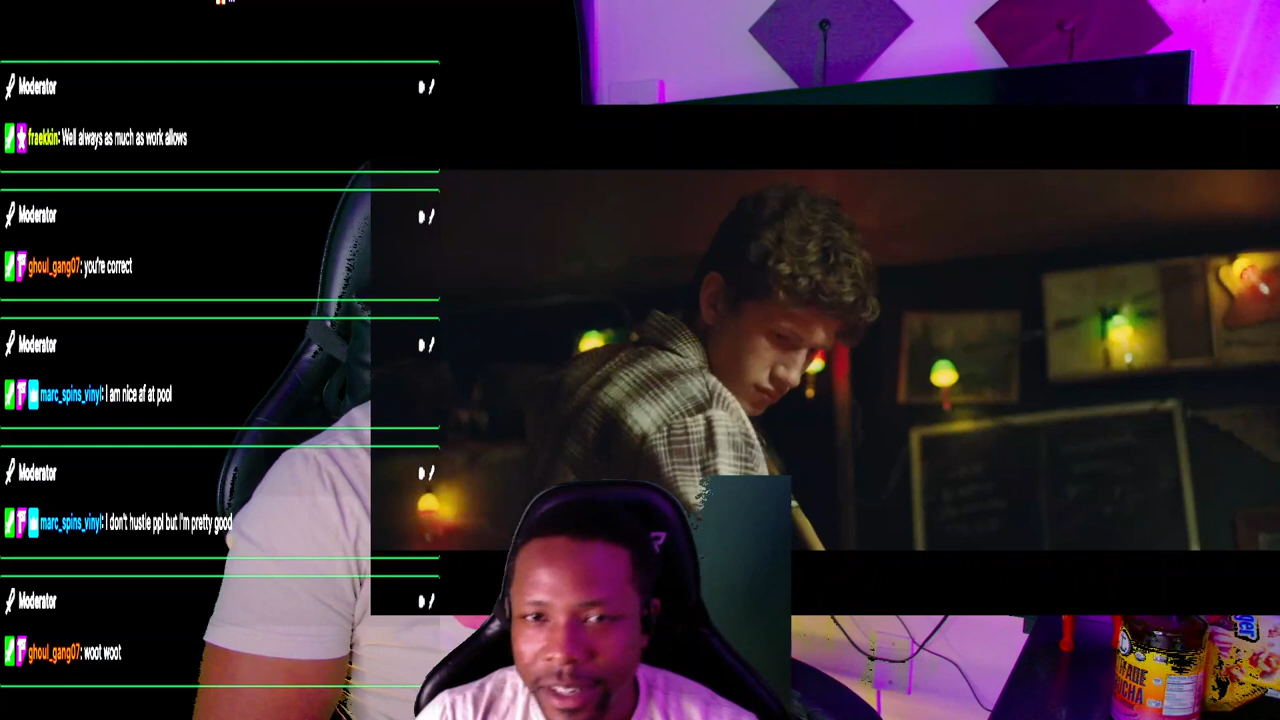 Moderator
fraekkin: Well always as much as work allows
Moderator
ghoul_gang07: you're correct
Moderator
marc_spins_vinyl: I am nice af at pool
Moderator
marc_spins_vinyl: I don't hustle ppl but I'm pretty good
Moderator
ghoul_gang07: woot woot